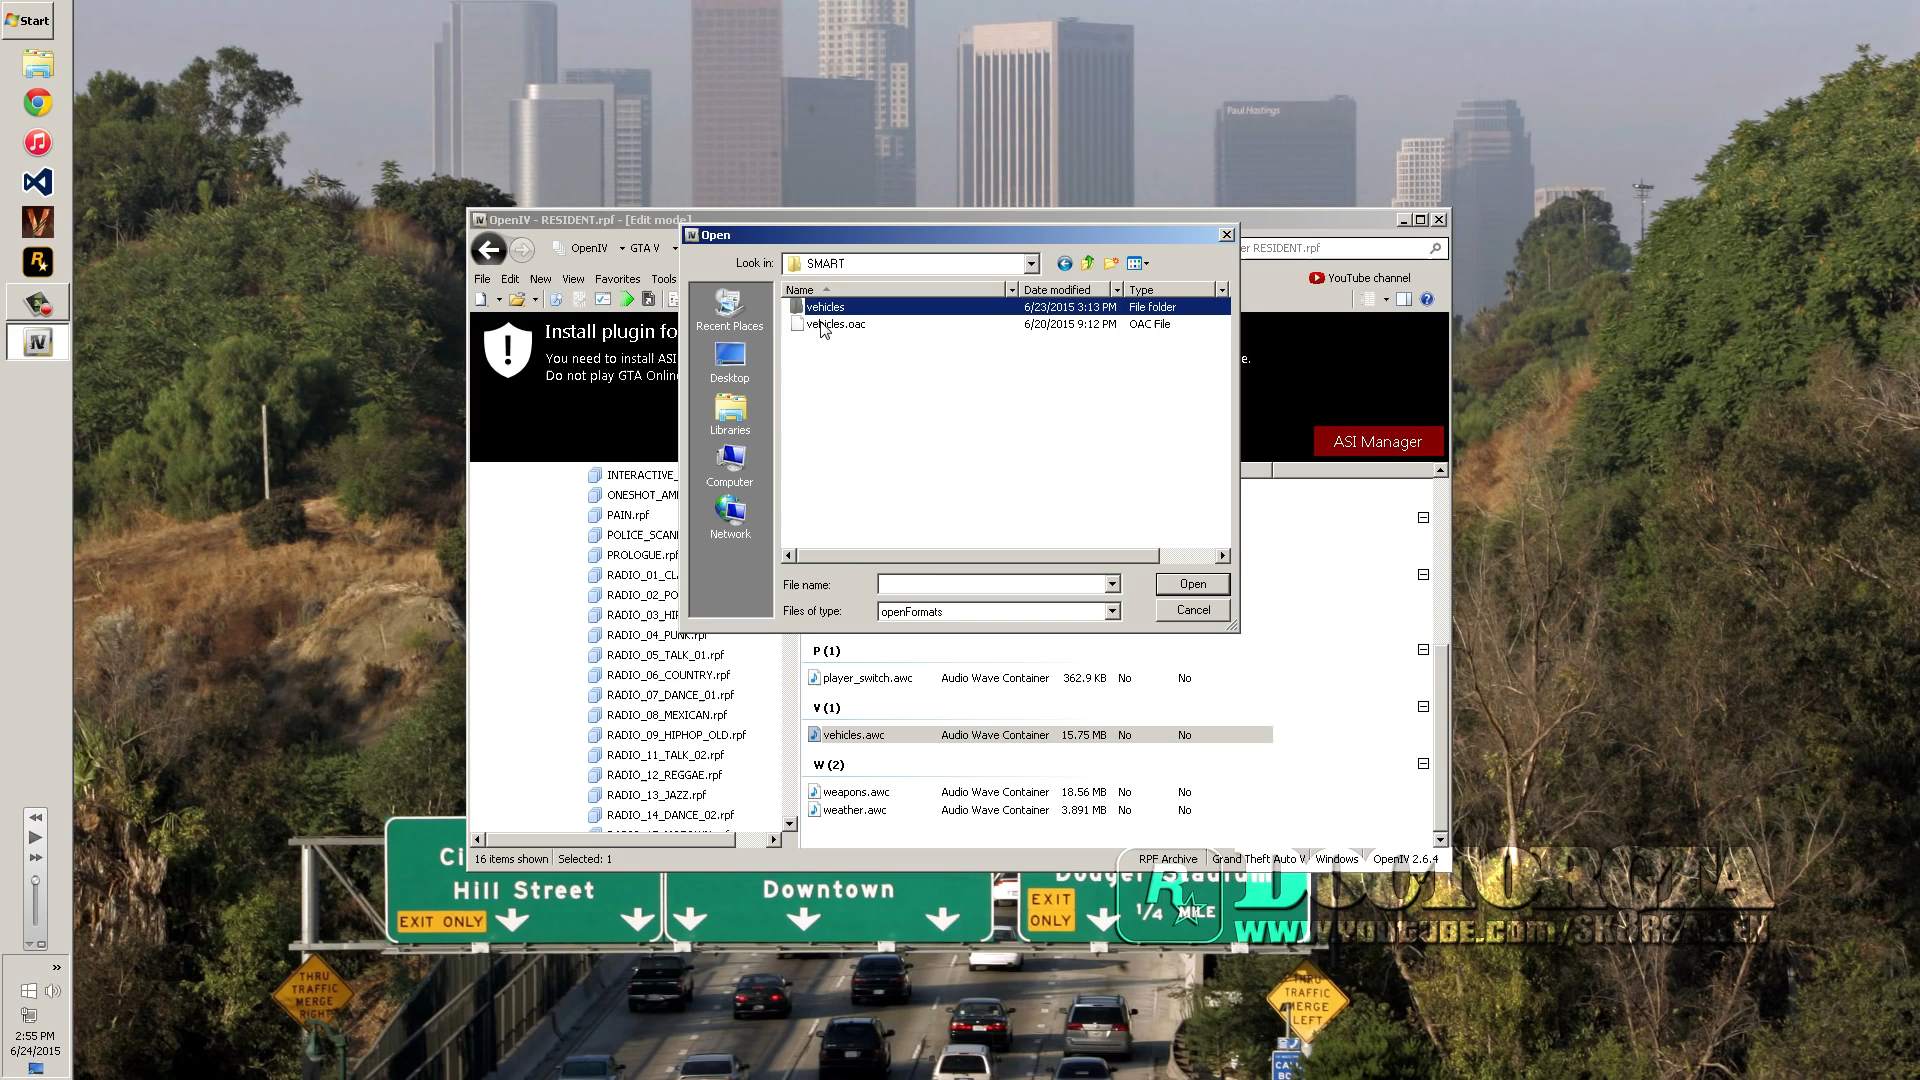 Start
Paul Hastings
OpenIV - RESIDENT.rpf - [Edit mode]
Open
OpenIV
GTA V
RESIDENT.rpf
Look in:
SMART
File Edit New View Favorites Tools
YouTube channel
Name
Date modified
Type
vehicles
6/23/2015 3:13 PM
File folder
vehicles.oac
6/20/2015 9:12 PM
OAC File
Recent Places
Desktop
Libraries
Computer
Network
Install plugin fo
You need to install ASI
Do not play GTA Onlin
e.
ASI Manager
File name:
Open
Files of type:
openFormats
Cancel
INTERACTIVE_
ONESHOT_AM
PAIN.rpf
POLICE_SCAN
PROLOGUE.rpf
RADIO_01_CL
RADIO_02_PO
RADIO_03_HI
RADIO_04_PUNK.rpf
RADIO_05_TALK_01.rpf
RADIO_06_COUNTRY.rpf
RADIO_07_DANCE_01.rpf
RADIO_08_MEXICAN.rpf
RADIO_09_HIPHOP_OLD.rpf
RADIO_11_TALK_02.rpf
RADIO_12_REGGAE.rpf
RADIO_13_JAZZ.rpf
RADIO_14_DANCE_02.rpf
P (1)
player_switch.awc Audio Wave Container 362.9 KB No No
V (1)
vehicles.awc Audio Wave Container 15.75 MB No No
W (2)
weapons.awc Audio Wave Container 18.56 MB No No
weather.awc Audio Wave Container 3.891 MB No No
16 items shown
Selected: 1
RPF Archive
Grand Theft Auto V
Windows
OpenIV 2.6.4
Ci
Hill Street
EXIT ONLY
Downtown
Dodger Stadium
EXIT
ONLY
1/4 MILE
THRU
TRAFFIC
MERGE
RIGHT
THRU
TRAFFIC
MERGE
LEFT
2:55 PM
6/24/2015